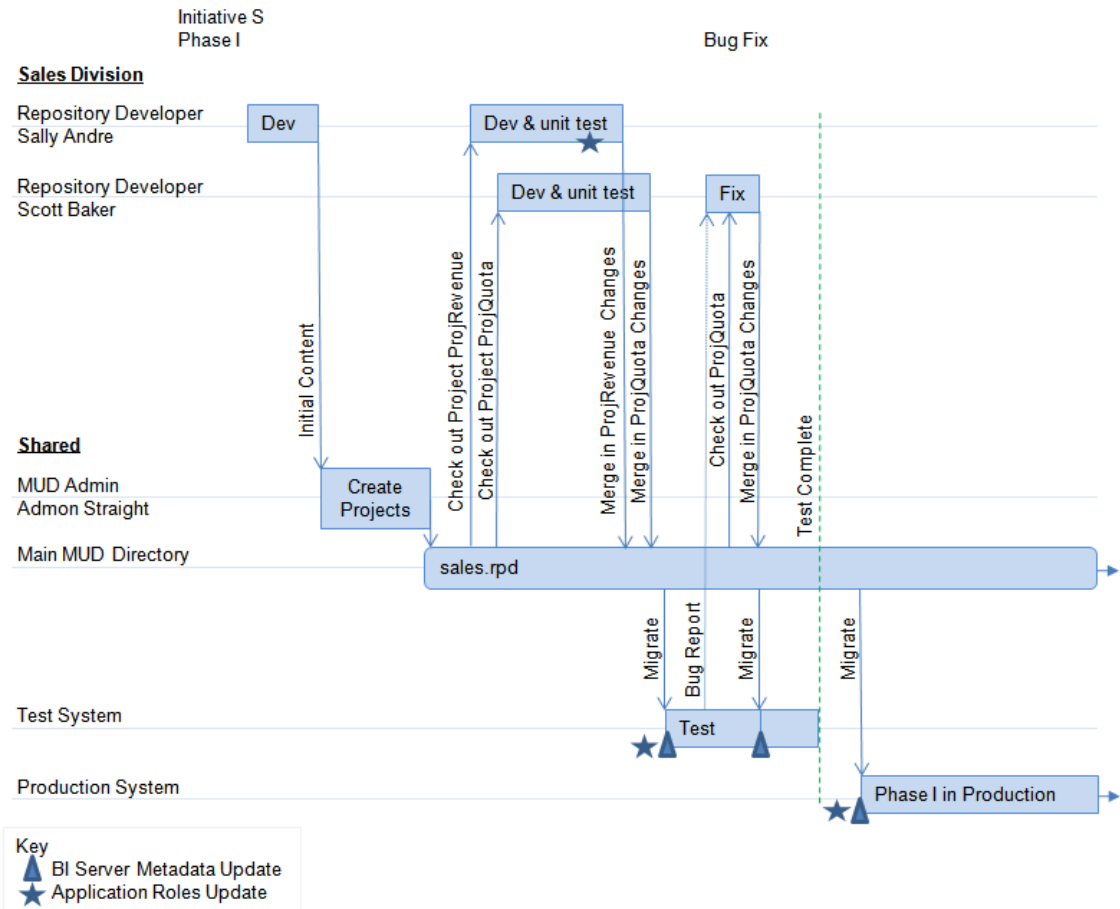 Initiative S
Phase I
Bug Fix
Sales Division
Repository Developer
Sally Andre
Dev
Dev & unit test
Repository Developer
Scott Baker
Dev & unit test
Fix
Initial Content
Check out Project ProjRevenue
Check out Project ProjQuota
Merge in ProjRevenue Changes
Merge in ProjQuota Changes
Check out ProjQuota
Merge in ProjQuota Changes
Test Complete
Shared
MUD Admin
Admon Straight
Create
Projects
Main MUD Directory
sales.rpd
Migrate
Bug Report
Migrate
Migrate
Test System
Test
Production System
Phase I in Production
Key
BI Server Metadata Update
Application Roles Update